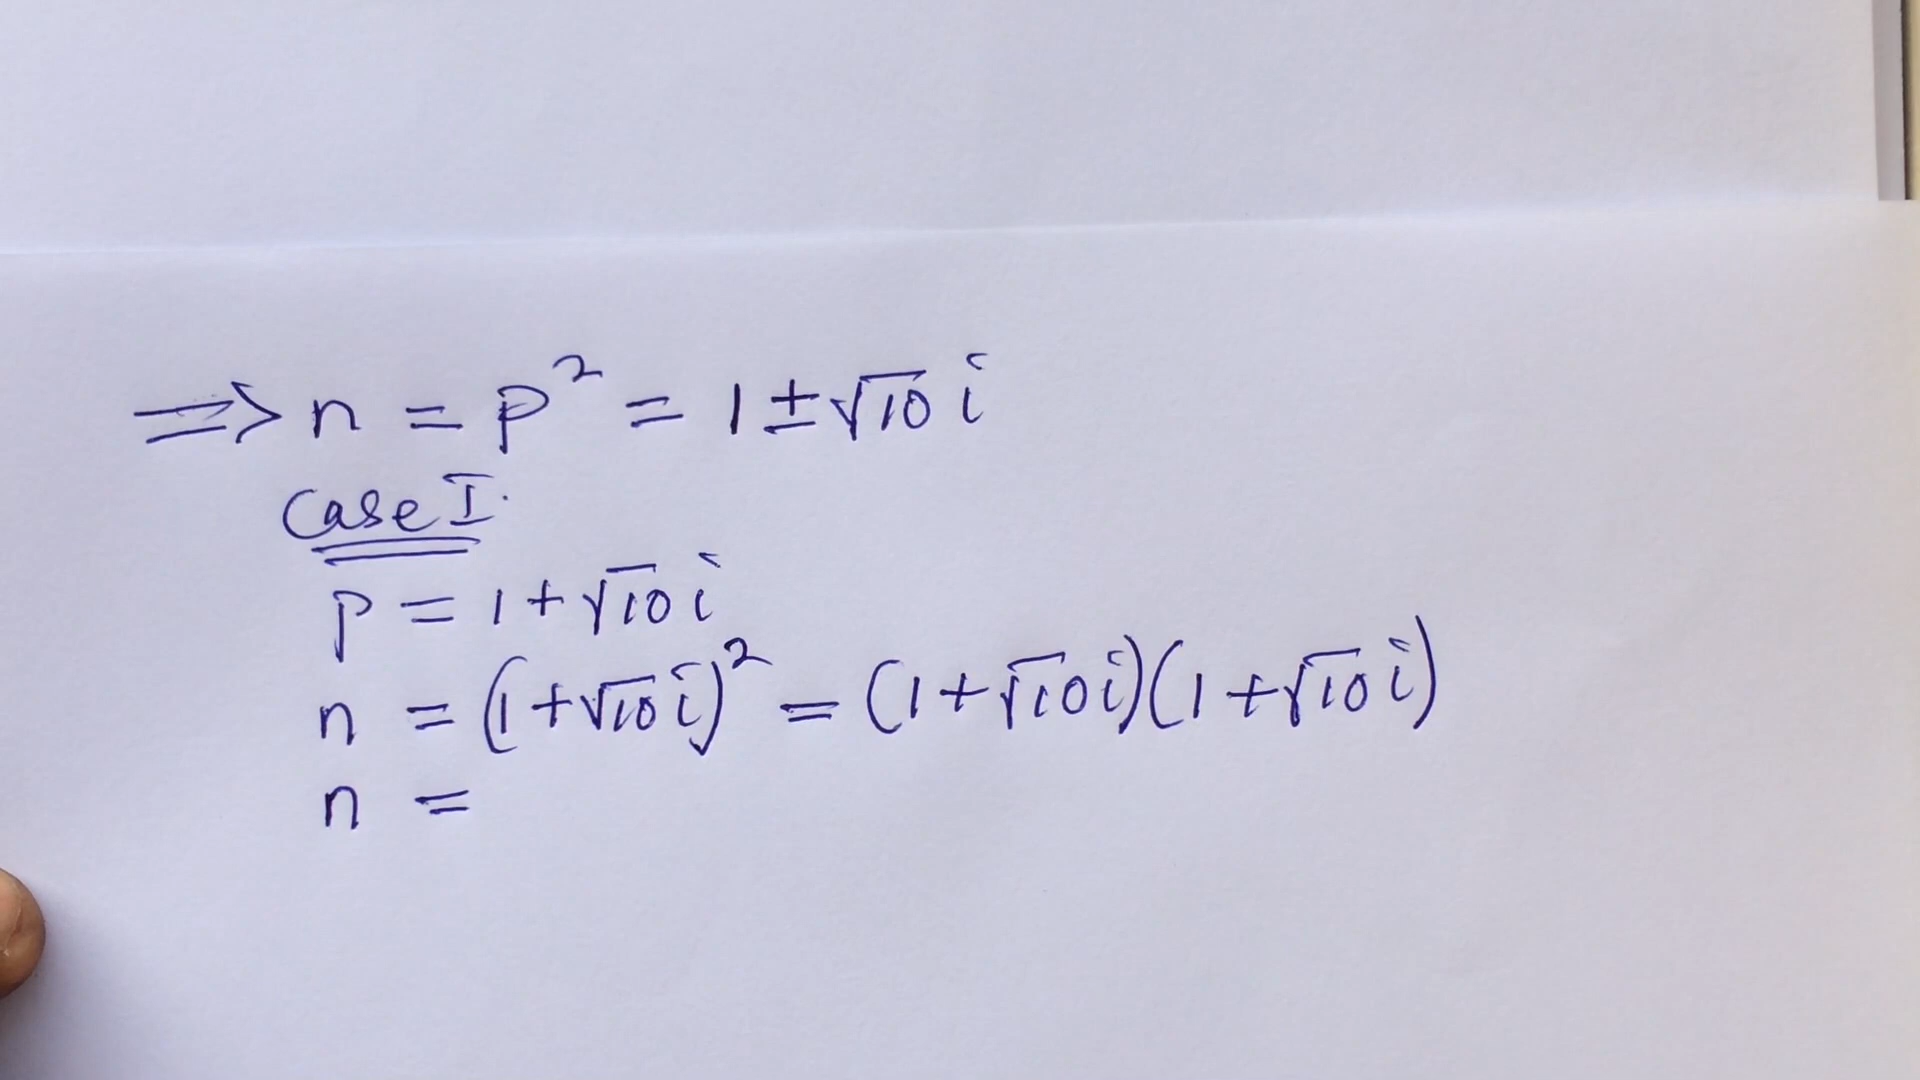 ⟹ n = p² = 1 ± √10 i
Case I.
p = 1 + √10 i
n = (1 + √10 i)² = (1 + √10 i)(1 + √10 i)
n =